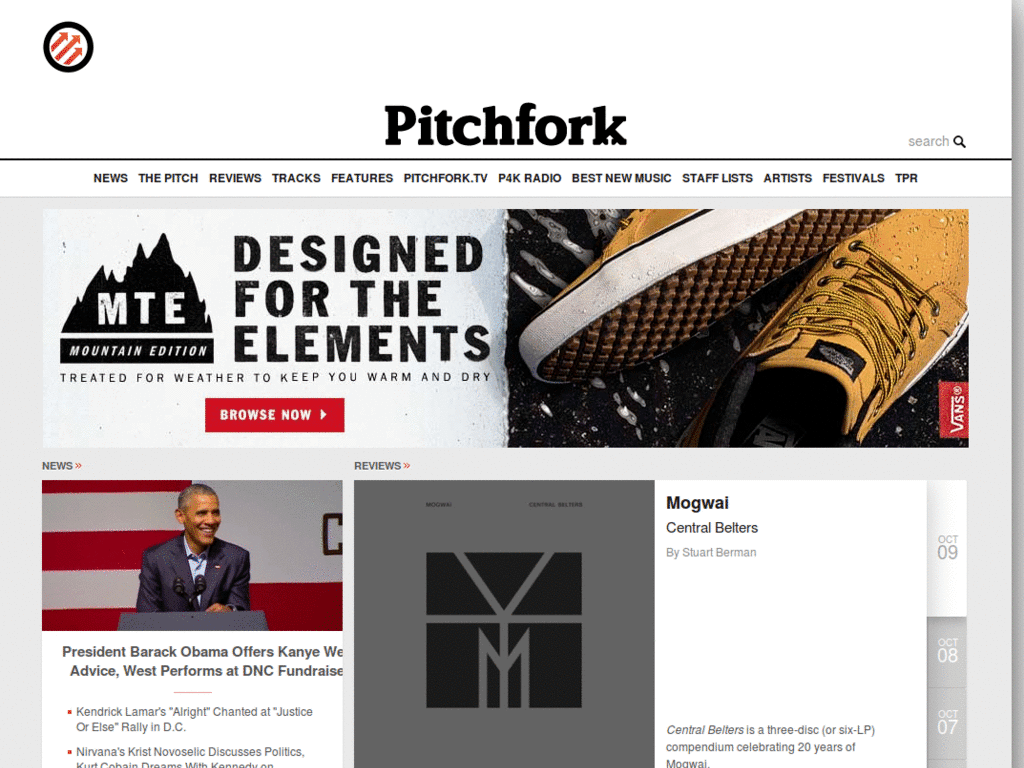 Pitchfork
search
NEWS THE PITCH REVIEWS TRACKS FEATURES PITCHFORK.TV P4K RADIO BEST NEW MUSIC STAFF LISTS ARTISTS FESTIVALS TPR
MTE
MOUNTAIN EDITION
DESIGNED
FOR THE
ELEMENTS
TREATED FOR WEATHER TO KEEP YOU WARM AND DRY
BROWSE NOW
VANS®
NEWS »
President Barack Obama Offers Kanye We
Advice, West Performs at DNC Fundraise
Kendrick Lamar's "Alright" Chanted at "Justice
Or Else" Rally in D.C.
Nirvana's Krist Novoselic Discusses Politics,
Kurt Cobain Dreams With Kennedy on
REVIEWS »
MOGWAI CENTRAL BELTERS
Mogwai
Central Belters
By Stuart Berman
Central Belters is a three-disc (or six-LP)
compendium celebrating 20 years of
Mogwai.
OCT
09
OCT
08
OCT
07